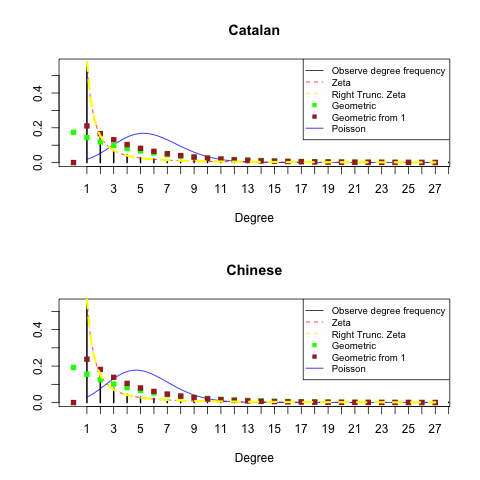 Catalan
Observe degree frequency
Zeta
Right Trunc. Zeta
Geometric
Geometric from 1
Poisson
0.0 0.2 0.4
1 3 5 7 9 11 13 15 17 19 21 23 25 27
Degree
Chinese
Observe degree frequency
Zeta
Right Trunc. Zeta
Geometric
Geometric from 1
Poisson
0.0 0.2 0.4
1 3 5 7 9 11 13 15 17 19 21 23 25 27
Degree